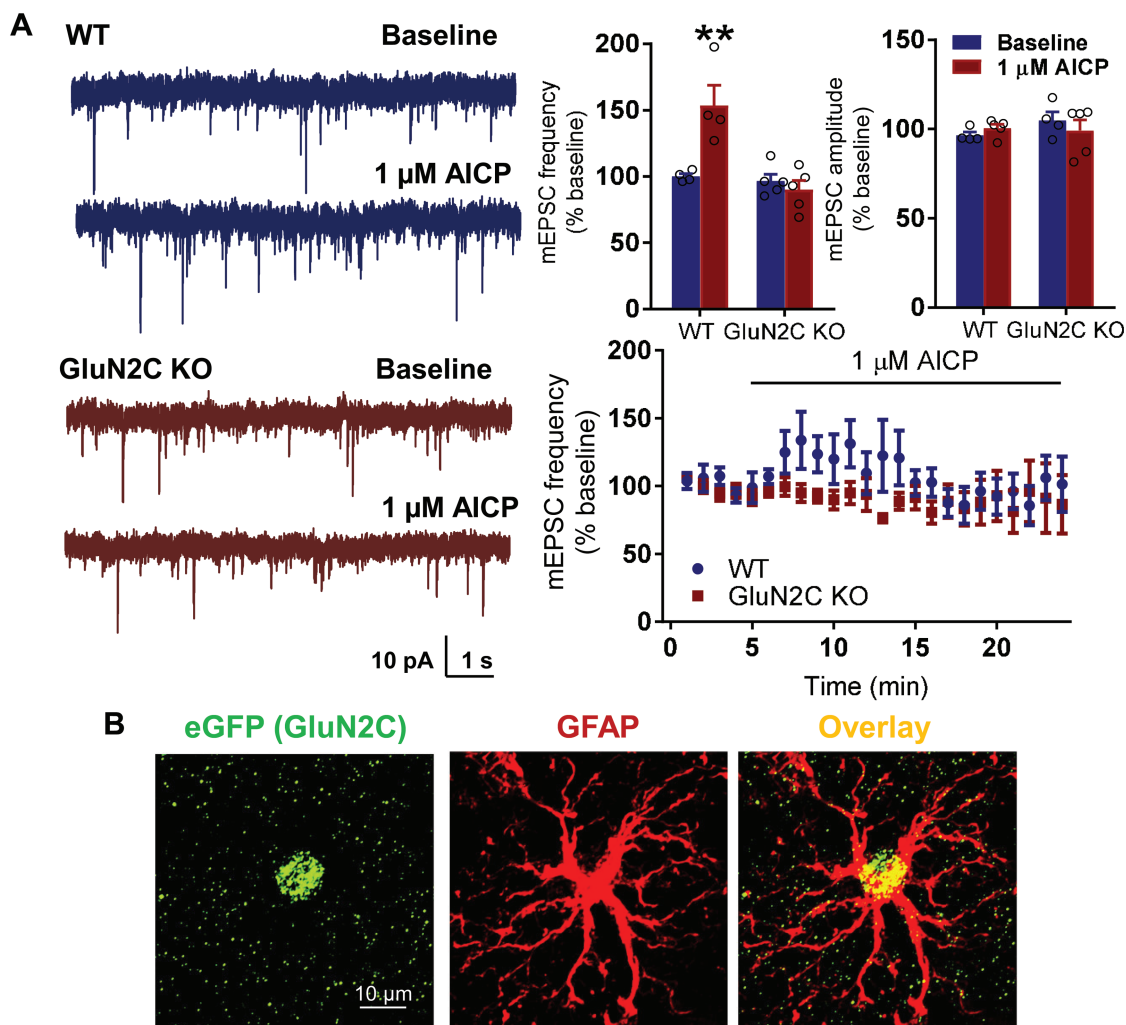 A
WT Baseline
1 µM AICP
GluN2C KO Baseline
1 µM AICP
10 pA 1 s
mEPSC frequency
(% baseline)
200
150
100
50
0
**
WT GluN2C KO
mEPSC amplitude
(% baseline)
150
100
50
0
Baseline
1 µM AICP
WT GluN2C KO
mEPSC frequency
(% baseline)
200
150
100
50
0
1 µM AICP
WT
GluN2C KO
0 5 10 15 20
Time (min)
B
eGFP (GluN2C) GFAP Overlay
10 µm